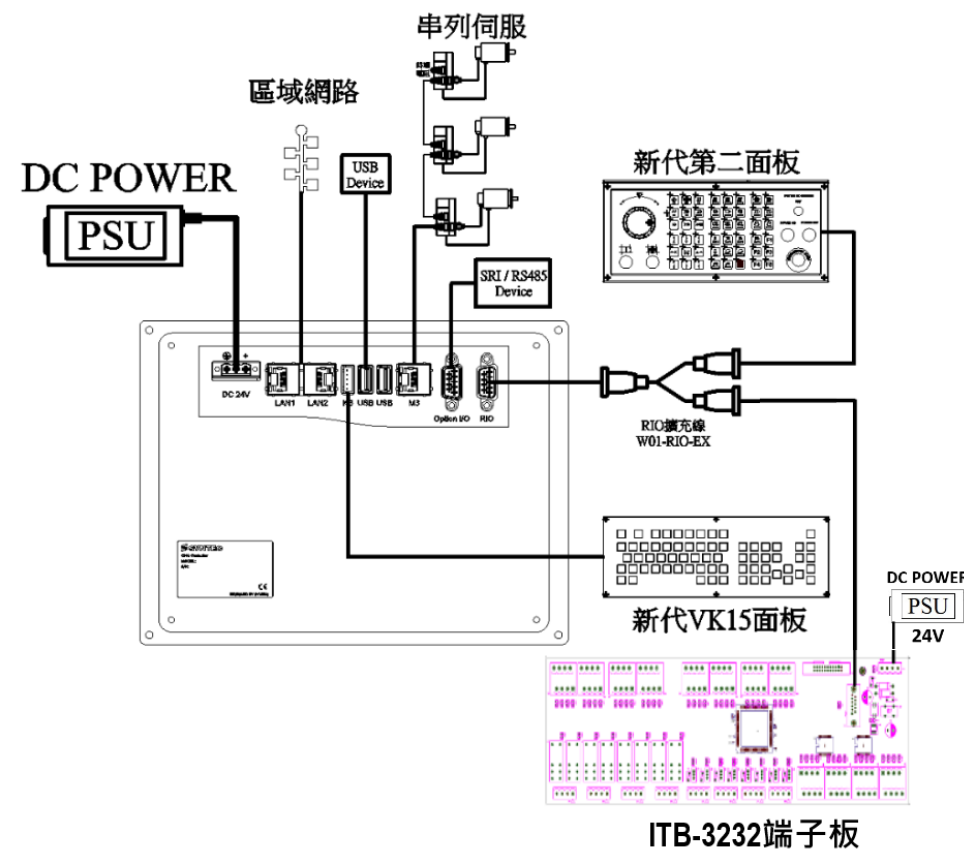 串列伺服
區域網路
DC POWER
PSU
USB
Device
新代第二面板
SRI / RS485
Device
DC 24V
LAN1
LAN2
USB
USB
M3
Option I/O
RIO
RIO擴充線
W01-RIO-EX
新代VK15面板
DC POWER
PSU
24V
ITB-3232端子板